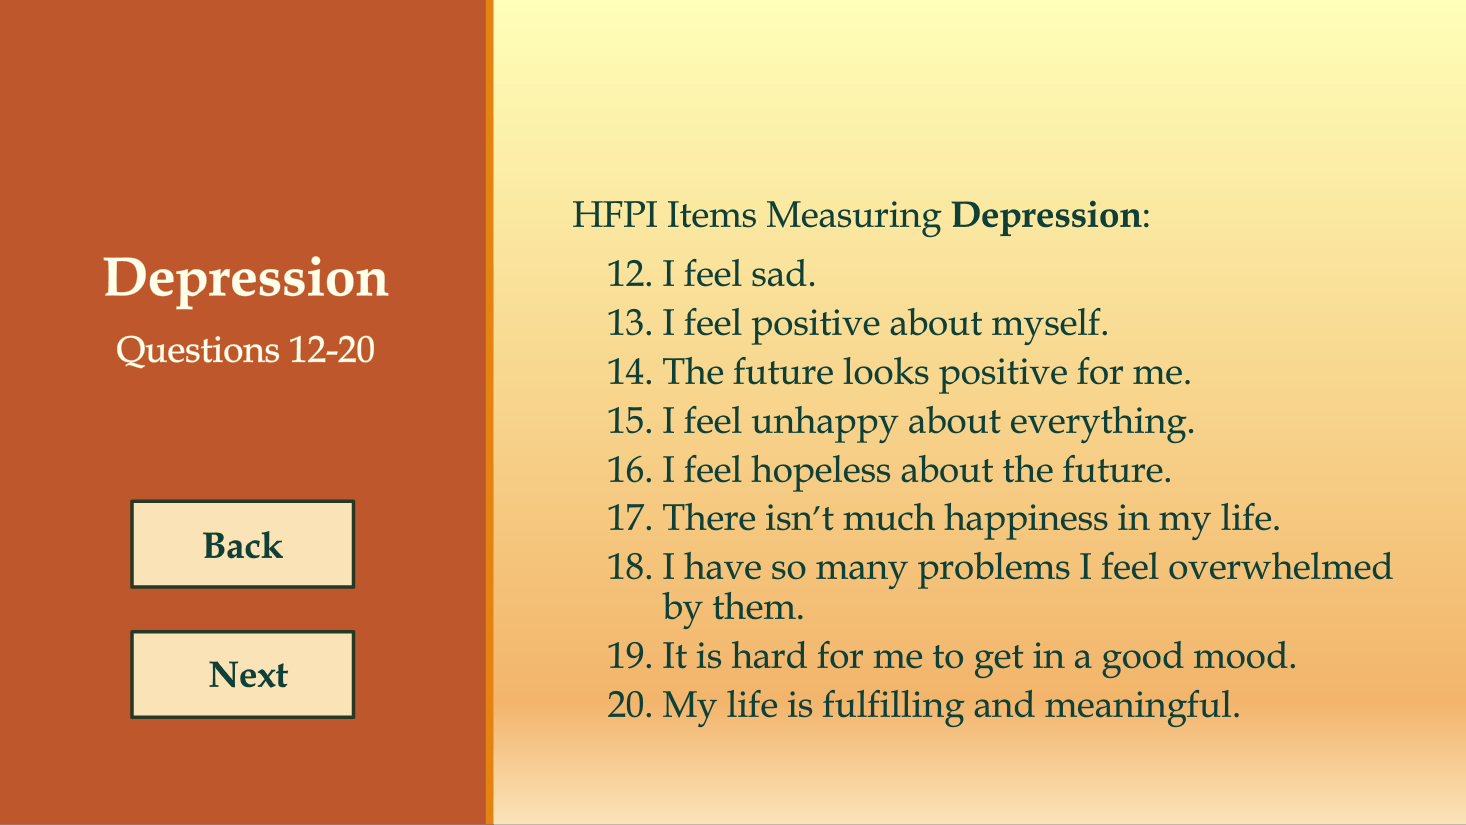 Depression
Questions 12-20
Back
Next
HFPI Items Measuring Depression:
12. I feel sad.
13. I feel positive about myself.
14. The future looks positive for me.
15. I feel unhappy about everything.
16. I feel hopeless about the future.
17. There isn’t much happiness in my life.
18. I have so many problems I feel overwhelmed
by them.
19. It is hard for me to get in a good mood.
20. My life is fulfilling and meaningful.